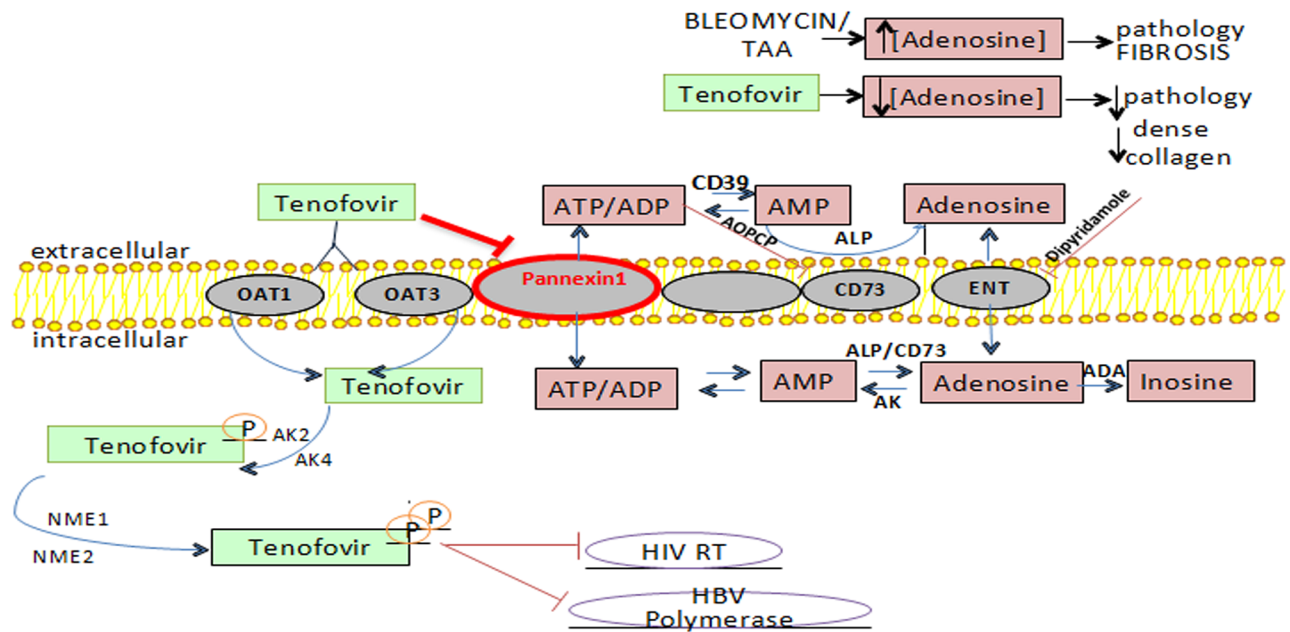 BLEOMYCIN/
TAA
[Adenosine]
pathology
FIBROSIS
Tenofovir
[Adenosine]
pathology
dense
collagen
Tenofovir
ATP/ADP
CD39
AMP
Adenosine
AOPCP
ALP
Dipyridamole
extracellular
OAT1
OAT3
Pannexin1
CD73
ENT
intracellular
Tenofovir
ATP/ADP
AMP
ALP/CD73
AK
Adenosine
ADA
Inosine
Tenofovir
P
AK2
AK4
NME1
NME2
Tenofovir
P
P
HIV RT
HBV
Polymerase